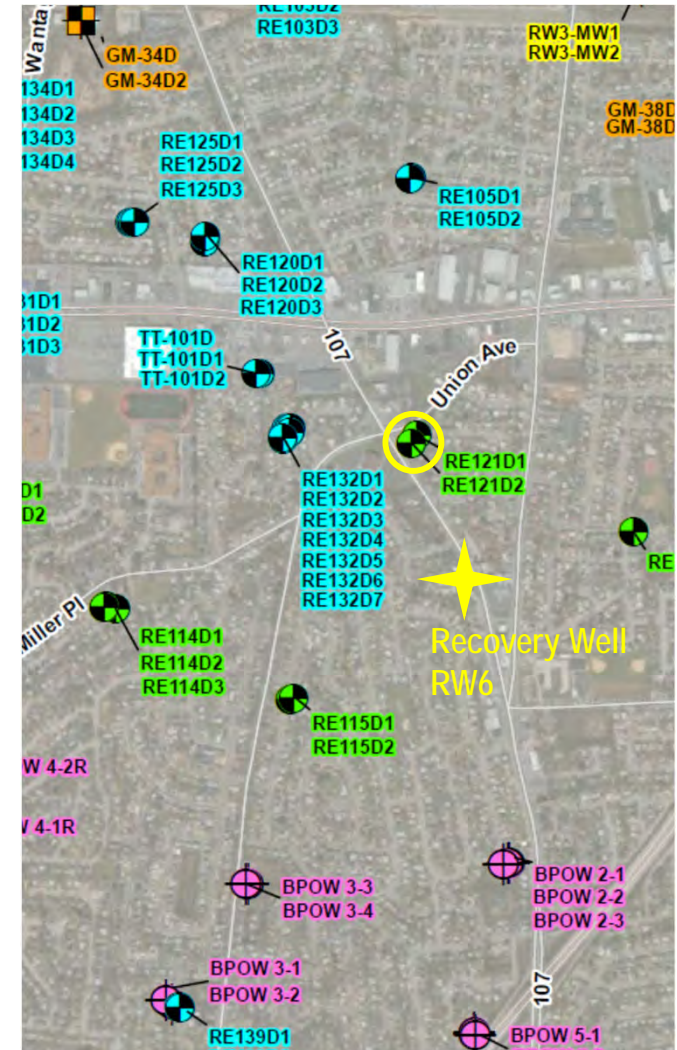 RE103D2
RE103D3
Wanta
GM-34D
GM-34D2
RW3-MW1
RW3-MW2
GM-38D
GM-38D
134D1
134D2
134D3
134D4
RE125D1
RE125D2
RE125D3
RE105D1
RE105D2
RE120D1
RE120D2
RE120D3
31D1
31D2
31D3
TT-101D
TT-101D1
TT-101D2
107
Union Ave
RE121D1
RE121D2
RE132D1
RE132D2
RE132D3
RE132D4
RE132D5
RE132D6
RE132D7
D1
D2
RE
Miller Pl
RE114D1
RE114D2
RE114D3
Recovery Well
RW6
RE115D1
RE115D2
W 4-2R
W 4-1R
BPOW 3-3
BPOW 3-4
BPOW 2-1
BPOW 2-2
BPOW 2-3
BPOW 3-1
BPOW 3-2
RE139D1
107
BPOW 5-1